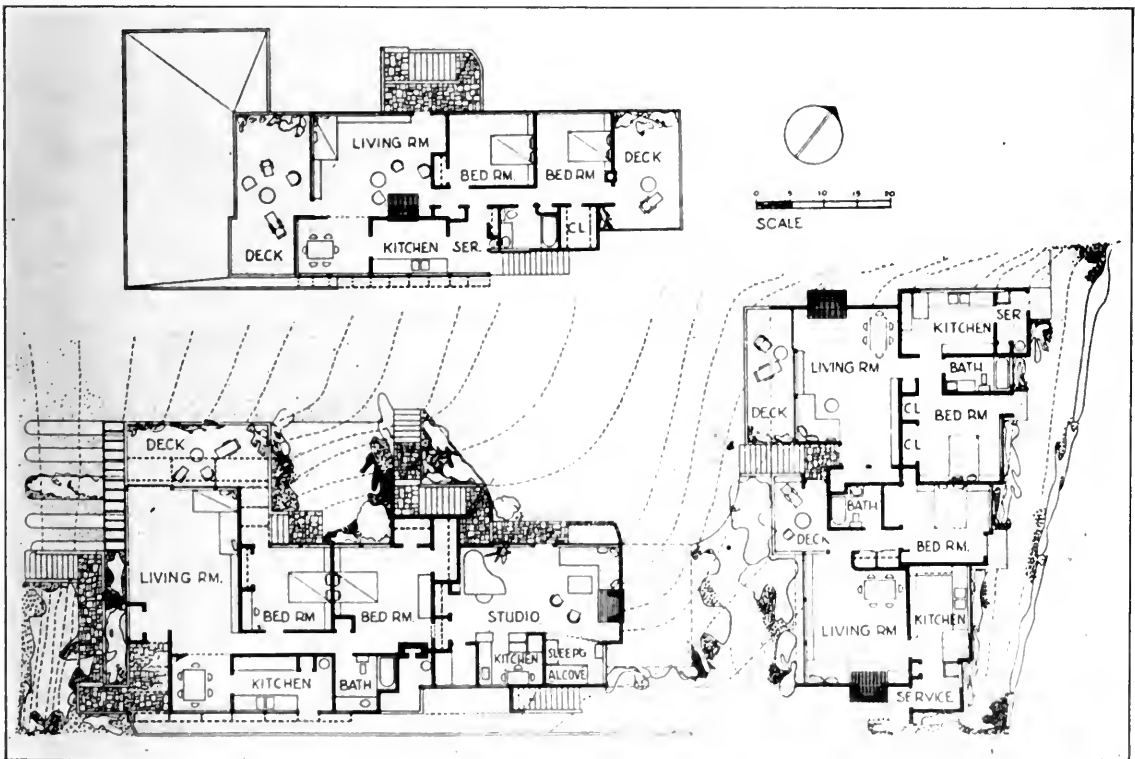 LIVING RM
BED RM.
BED RM
DECK
DECK
KITCHEN
SER.
CL
0 5 10 15 20
SCALE
KITCHEN
SER
LIVING RM
BATH
DECK
CL
BED RM
CL
BATH
DECK
BED RM.
LIVING RM
KITCHEN
SERVICE
DECK
LIVING RM.
BED RM
BED RM.
STUDIO
KITCHEN
SLEEPG
ALCOVE
KITCHEN
BATH